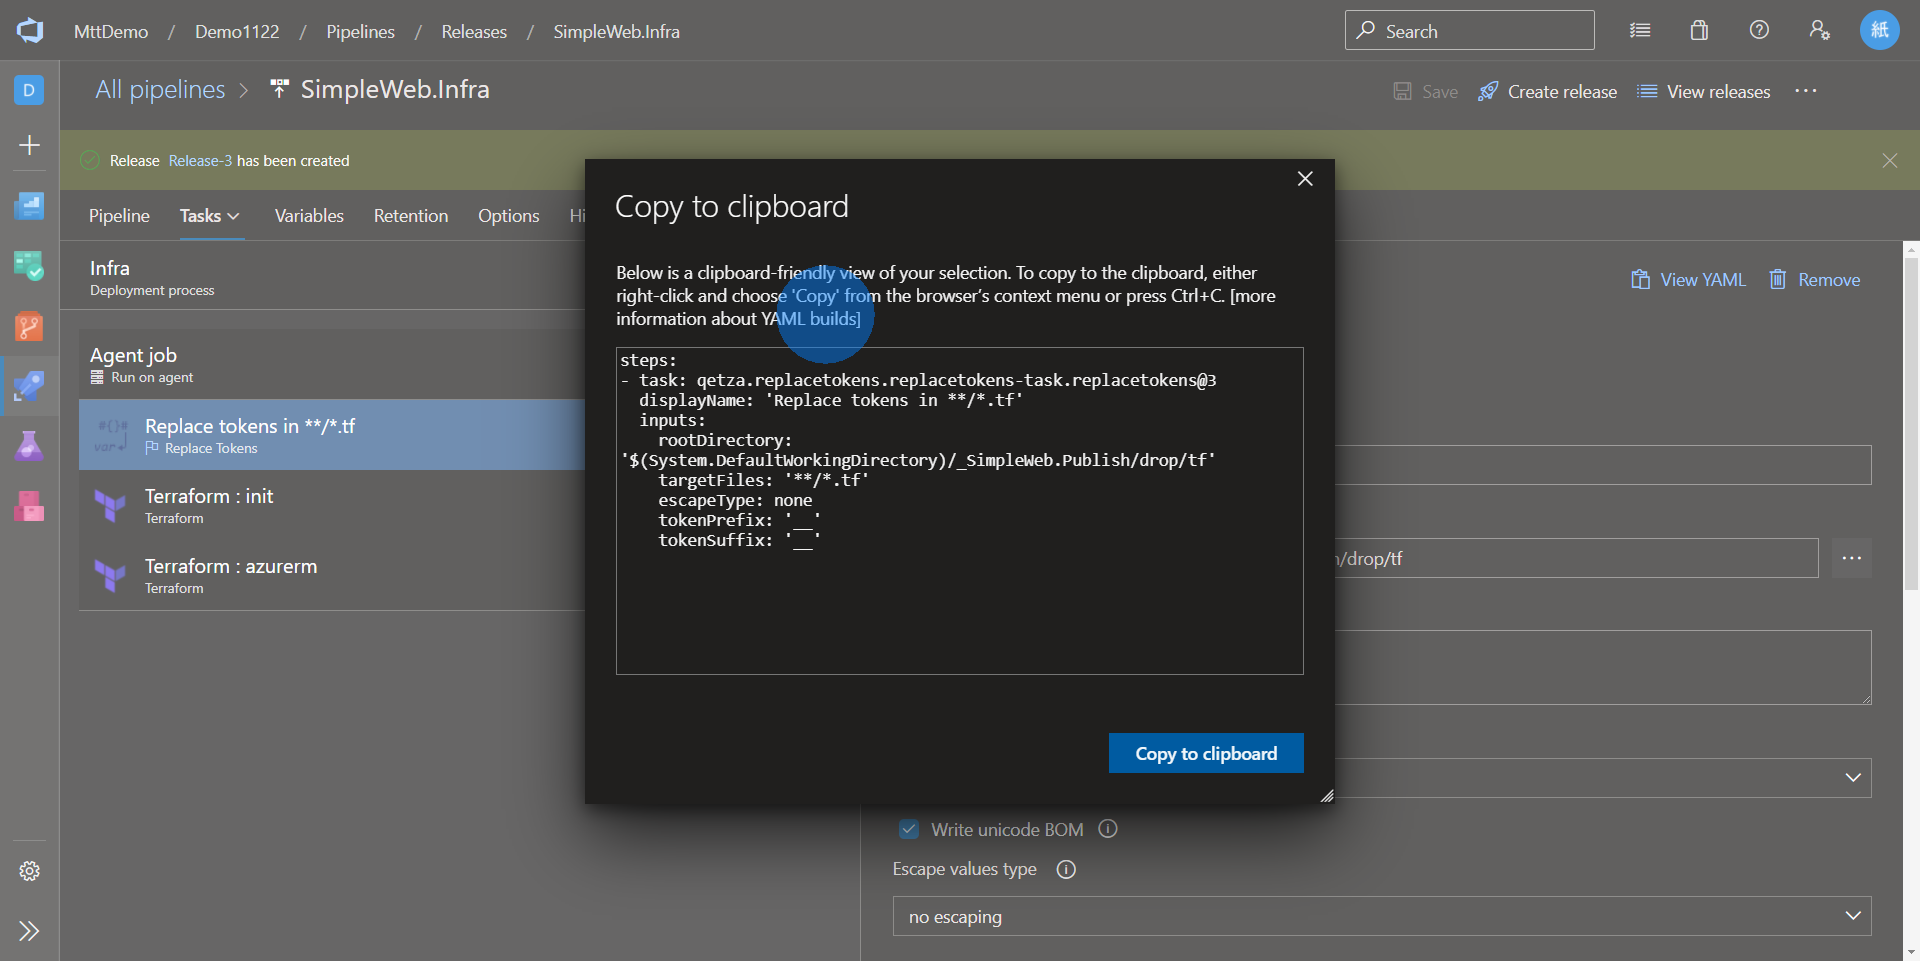 MttDemo / Demo1122 / Pipelines / Releases / SimpleWeb.Infra
Search
紙
D
All pipelines > SimpleWeb.Infra
Save
Create release
View releases
Release Release-3 has been created
Pipeline
Tasks
Variables
Retention
Options
Hi
Infra
Deployment process
View YAML
Remove
Agent job
Run on agent
#{}#
var
Replace tokens in **/*.tf
Replace Tokens
Terraform : init
Terraform
Terraform : azurerm
Terraform
Copy to clipboard
Below is a clipboard-friendly view of your selection. To copy to the clipboard, either
right-click and choose 'Copy' from the browser's context menu or press Ctrl+C. [more
information about YAML builds]
steps:
- task: qetza.replacetokens.replacetokens-task.replacetokens@3
displayName: 'Replace tokens in **/*.tf'
inputs:
rootDirectory:
'$(System.DefaultWorkingDirectory)/_SimpleWeb.Publish/drop/tf'
targetFiles: '**/*.tf'
escapeType: none
tokenPrefix: '__'
tokenSuffix: '__'
Copy to clipboard
/drop/tf
Write unicode BOM
Escape values type
no escaping